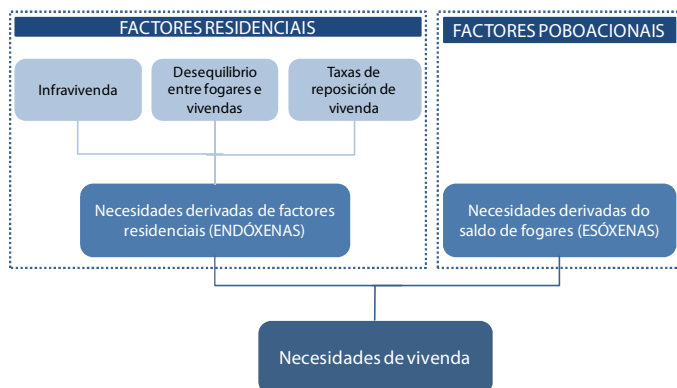 FACTORES RESIDENCIAIS
FACTORES POBOACIONAIS
Infravivenda
Desequilibrio
entre fogares e
vivendas
Taxas de
reposición de
vivenda
Necesidades derivadas de factores
residenciais (ENDÓXENAS)
Necesidades derivadas do
saldo de fogares (ESÓXENAS)
Necesidades de vivenda